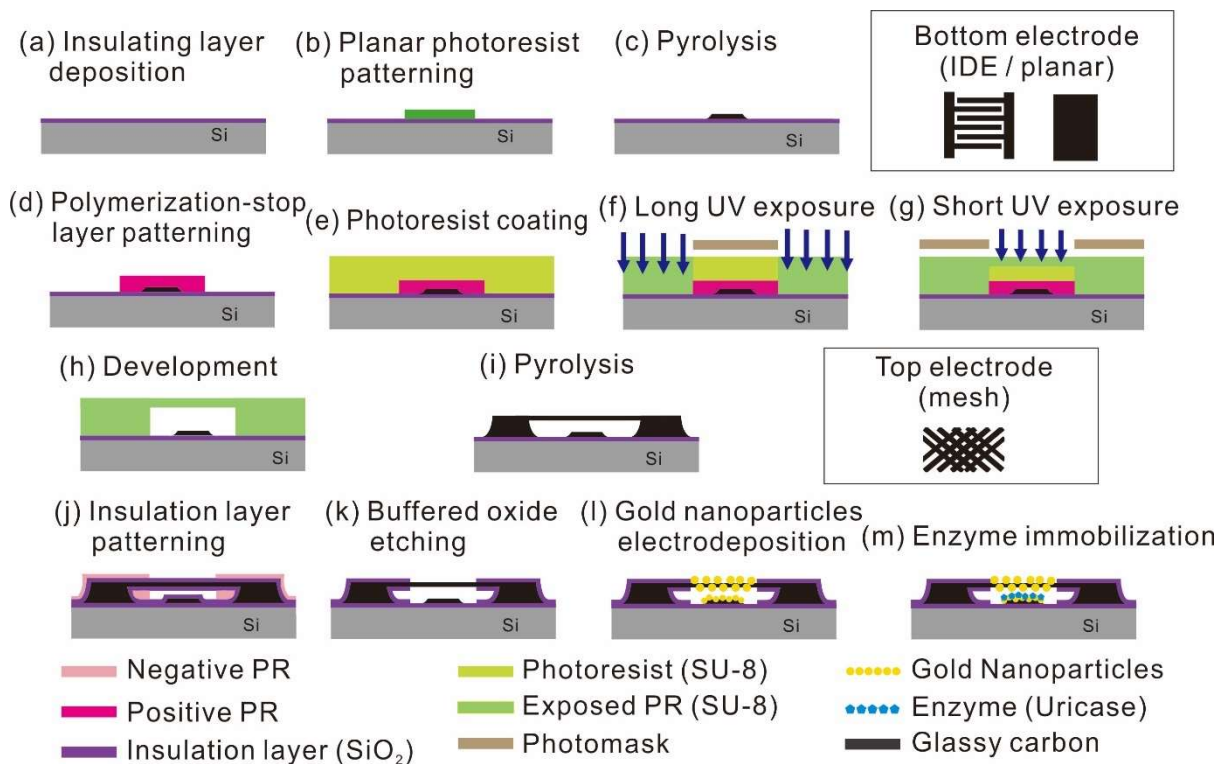 (a) Insulating layer
deposition
(b) Planar photoresist
patterning
(c) Pyrolysis
Bottom electrode
(IDE / planar)
Si
Si
Si
(d) Polymerization-stop
layer patterning
(e) Photoresist coating
(f) Long UV exposure
(g) Short UV exposure
Si
Si
Si
Si
(h) Development
(i) Pyrolysis
Top electrode
(mesh)
Si
Si
(j) Insulation layer
patterning
(k) Buffered oxide
etching
(l) Gold nanoparticles
electrodeposition
(m) Enzyme immobilization
Si
Si
Si
Si
Negative PR
Photoresist (SU-8)
Gold Nanoparticles
Positive PR
Exposed PR (SU-8)
Enzyme (Uricase)
Insulation layer (SiO₂)
Photomask
Glassy carbon